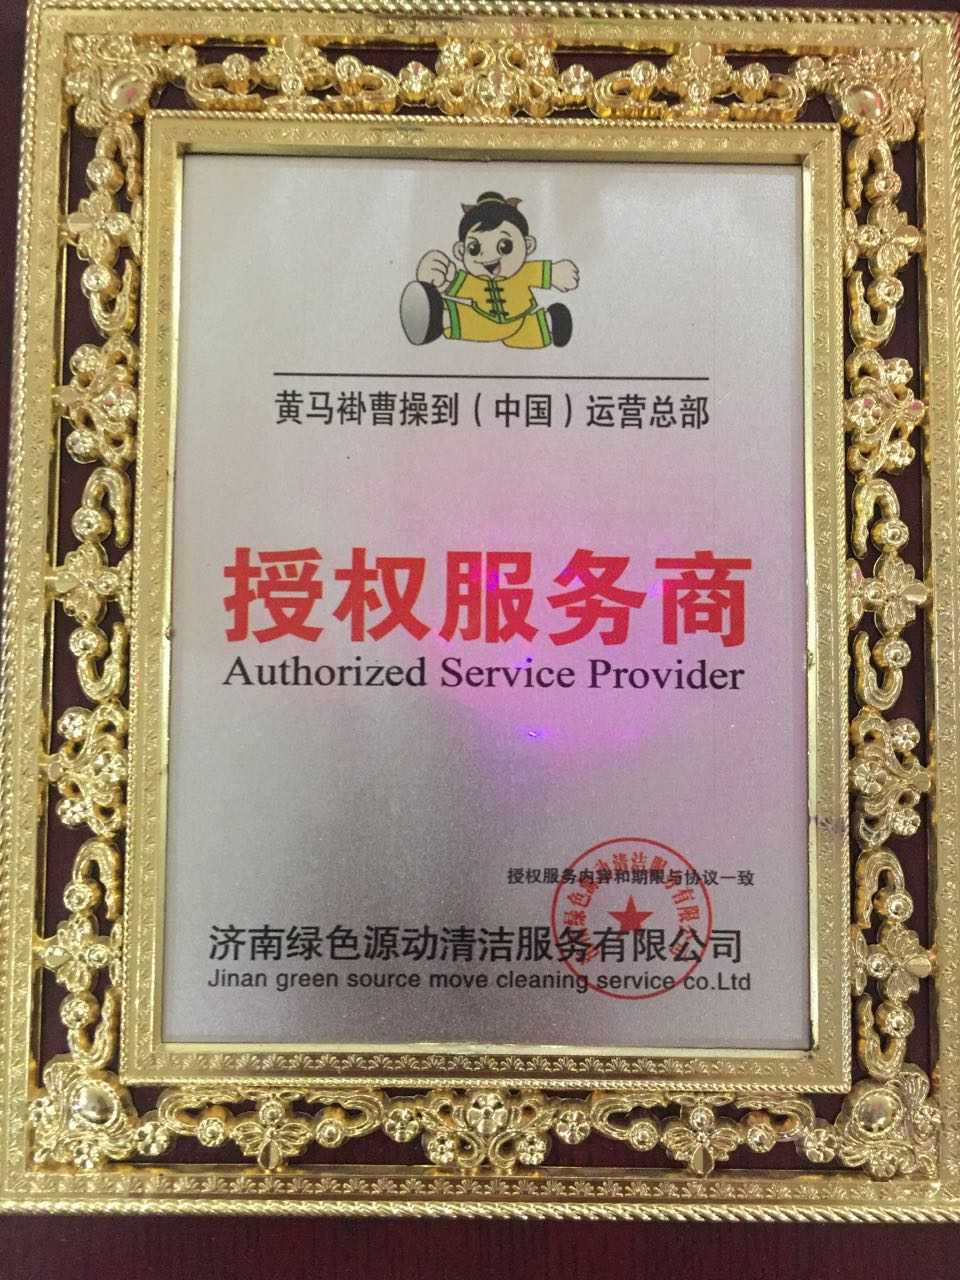 黄马褂曹操到（中国）运营总部
授权服务商
Authorized Service Provider
授权服务内容和期限与协议一致
济南绿色源动清洁服务有限公司
Jinan green source move cleaning service co.Ltd